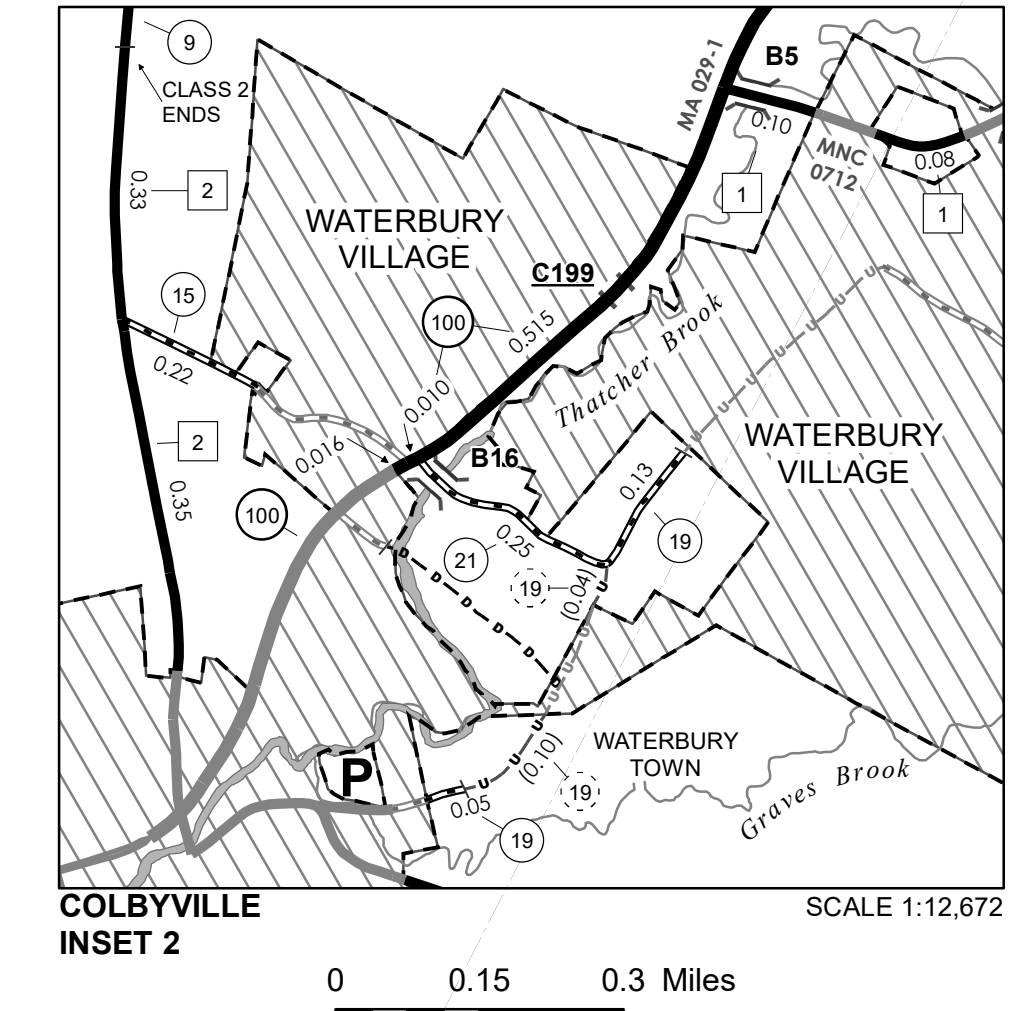 9
CLASS 2
ENDS
MA 029-1
B5
0.10
MNC
0712
0.08
1
1
0.33
2
WATERBURY
VILLAGE
C199
15
100
0.515
Thatcher Brook
0.22
0.010
2
0.016
B16
WATERBURY
VILLAGE
0.13
0.35
100
0.25
19
21
19
(0.04)
D
D
D
D
D
U
U
U
U
U
U
U
U
U
U
U
U
U
U
WATERBURY
TOWN
(0.10)
19
P
0.05
19
Graves Brook
COLBYVILLE
INSET 2
SCALE 1:12,672
0 0.15 0.3 Miles